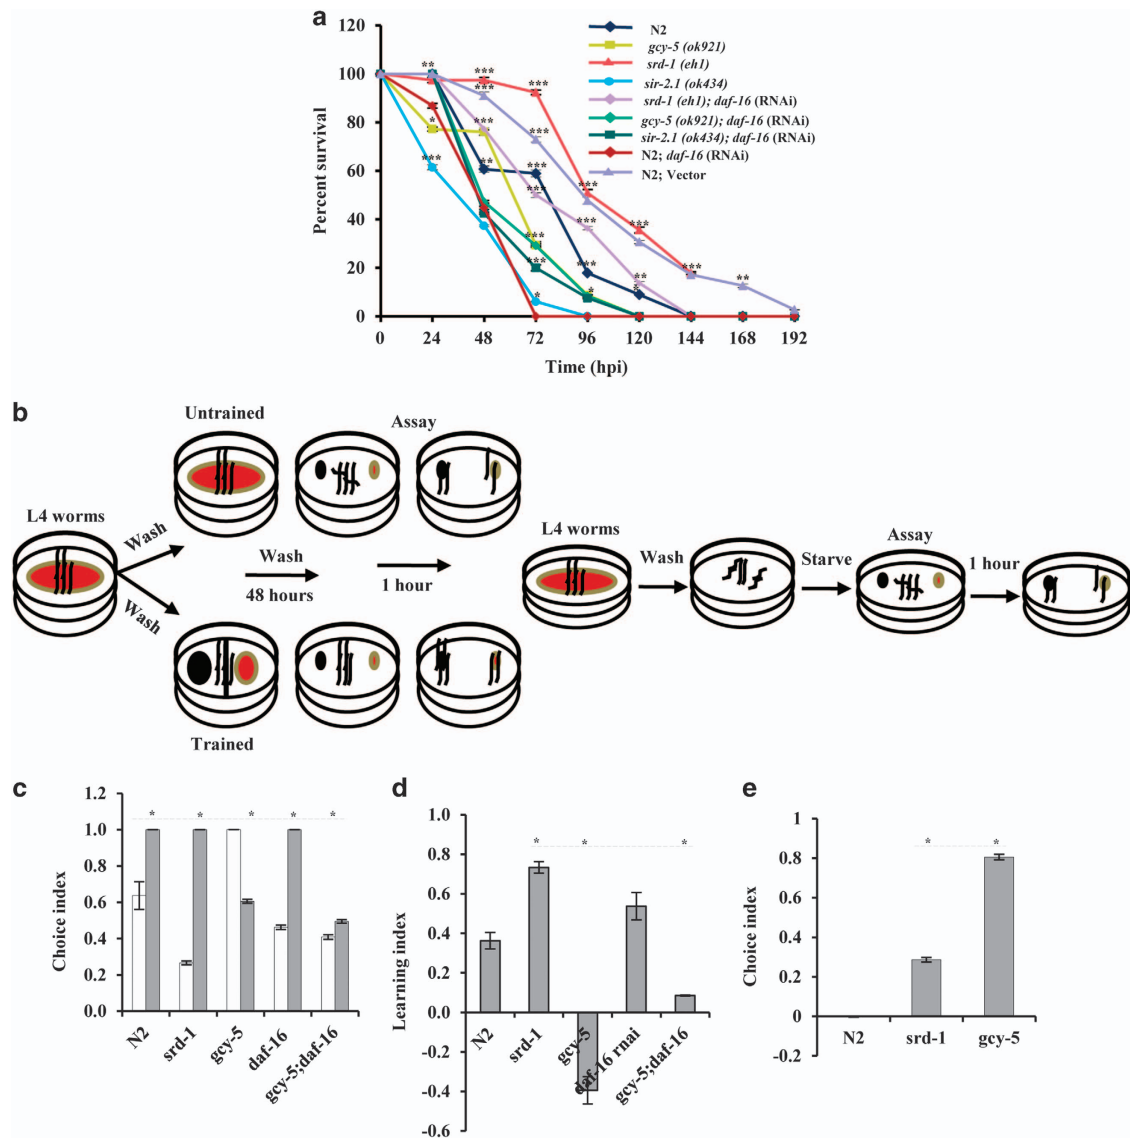 a
120
100
80
60
40
20
0
Percent survival
0 24 48 72 96 120 144 168 192
Time (hpi)
N2
gcy-5 (ok921)
srd-1 (eh1)
sir-2.1 (ok434)
srd-1 (eh1); daf-16 (RNAi)
gcy-5 (ok921); daf-16 (RNAi)
sir-2.1 (ok434); daf-16 (RNAi)
N2; daf-16 (RNAi)
N2; Vector
b
Untrained
Assay
L4 worms
Wash
Wash
Wash
48 hours
1 hour
Trained
L4 worms
Wash
Starve
Assay
1 hour
c
1.2
1.0
0.8
0.6
0.4
0.2
0.0
Choice index
* * * * *
N2 srd-1 gcy-5 daf-16 gcy-5;daf-16
d
1.0
0.8
0.6
0.4
0.2
0.0
-0.2
-0.4
-0.6
Learning index
* * *
N2 srd-1 gcy-5 daf-16 rnai gcy-5;daf-16
e
1
0.8
0.6
0.4
0.2
0
-0.2
Choice index
* *
N2 srd-1 gcy-5